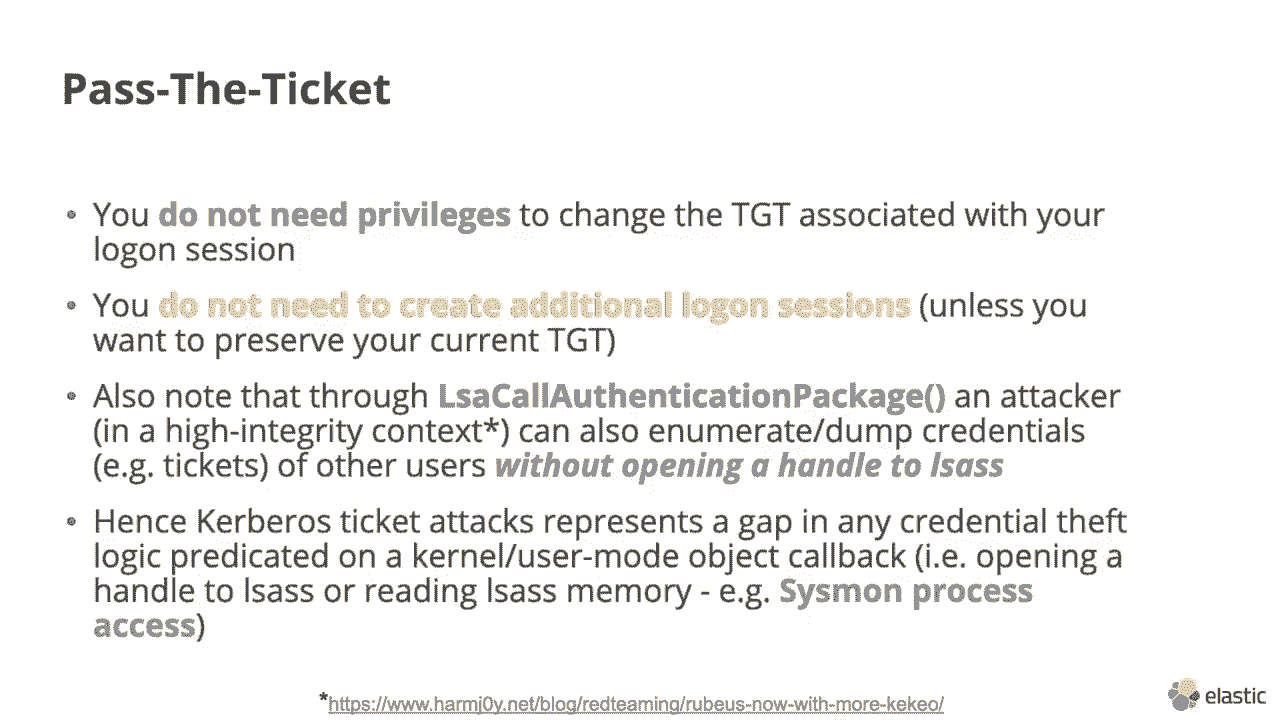 Pass-The-Ticket
• You do not need privileges to change the TGT associated with your
logon session
• You do not need to create additional logon sessions (unless you
want to preserve your current TGT)
• Also note that through LsaCallAuthenticationPackage() an attacker
(in a high-integrity context*) can also enumerate/dump credentials
(e.g. tickets) of other users without opening a handle to lsass
• Hence Kerberos ticket attacks represents a gap in any credential theft
logic predicated on a kernel/user-mode object callback (i.e. opening a
handle to lsass or reading lsass memory - e.g. Sysmon process
access)
*https://www.harmj0y.net/blog/redteaming/rubeus-now-with-more-kekeo/
elastic